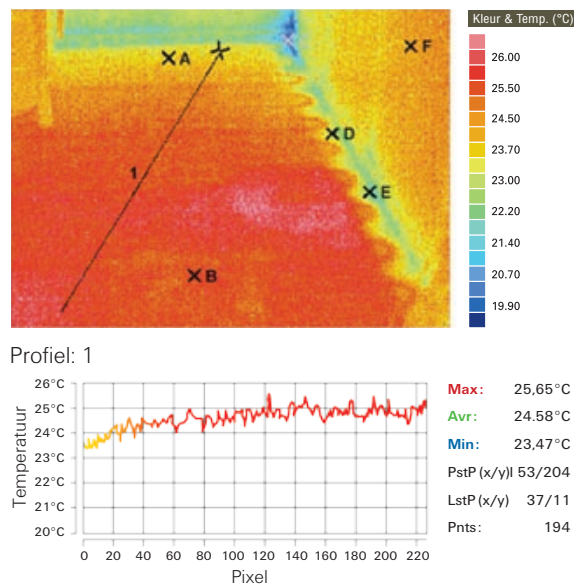 Kleur & Temp. (°C)
A
F
26.00
25.50
24.50
23.70
23.00
22.20
21.40
20.70
19.90
D
1
E
B
Profiel: 1
26°C
25°C
24°C
23°C
22°C
21°C
20°C
Temperatuur
0 20 40 60 80 100 120 140 160 180 200 220
Pixel
Max: 25,65°C
Avr: 24.58°C
Min: 23,47°C
PstP (x/y)l 53/204
LstP (x/y) 37/11
Pnts: 194